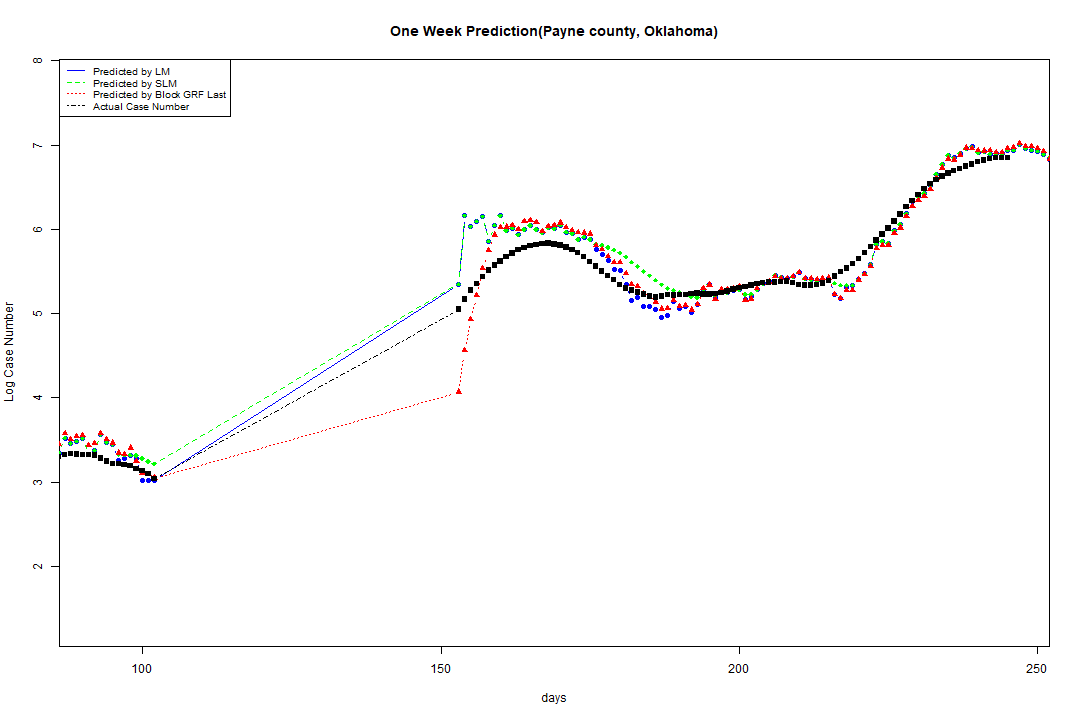 One Week Prediction(Payne county, Oklahoma)
Predicted by LM
Predicted by SLM
Predicted by Block GRF Last
Actual Case Number
8
7
6
5
4
3
2
Log Case Number
100 150 200 250
days